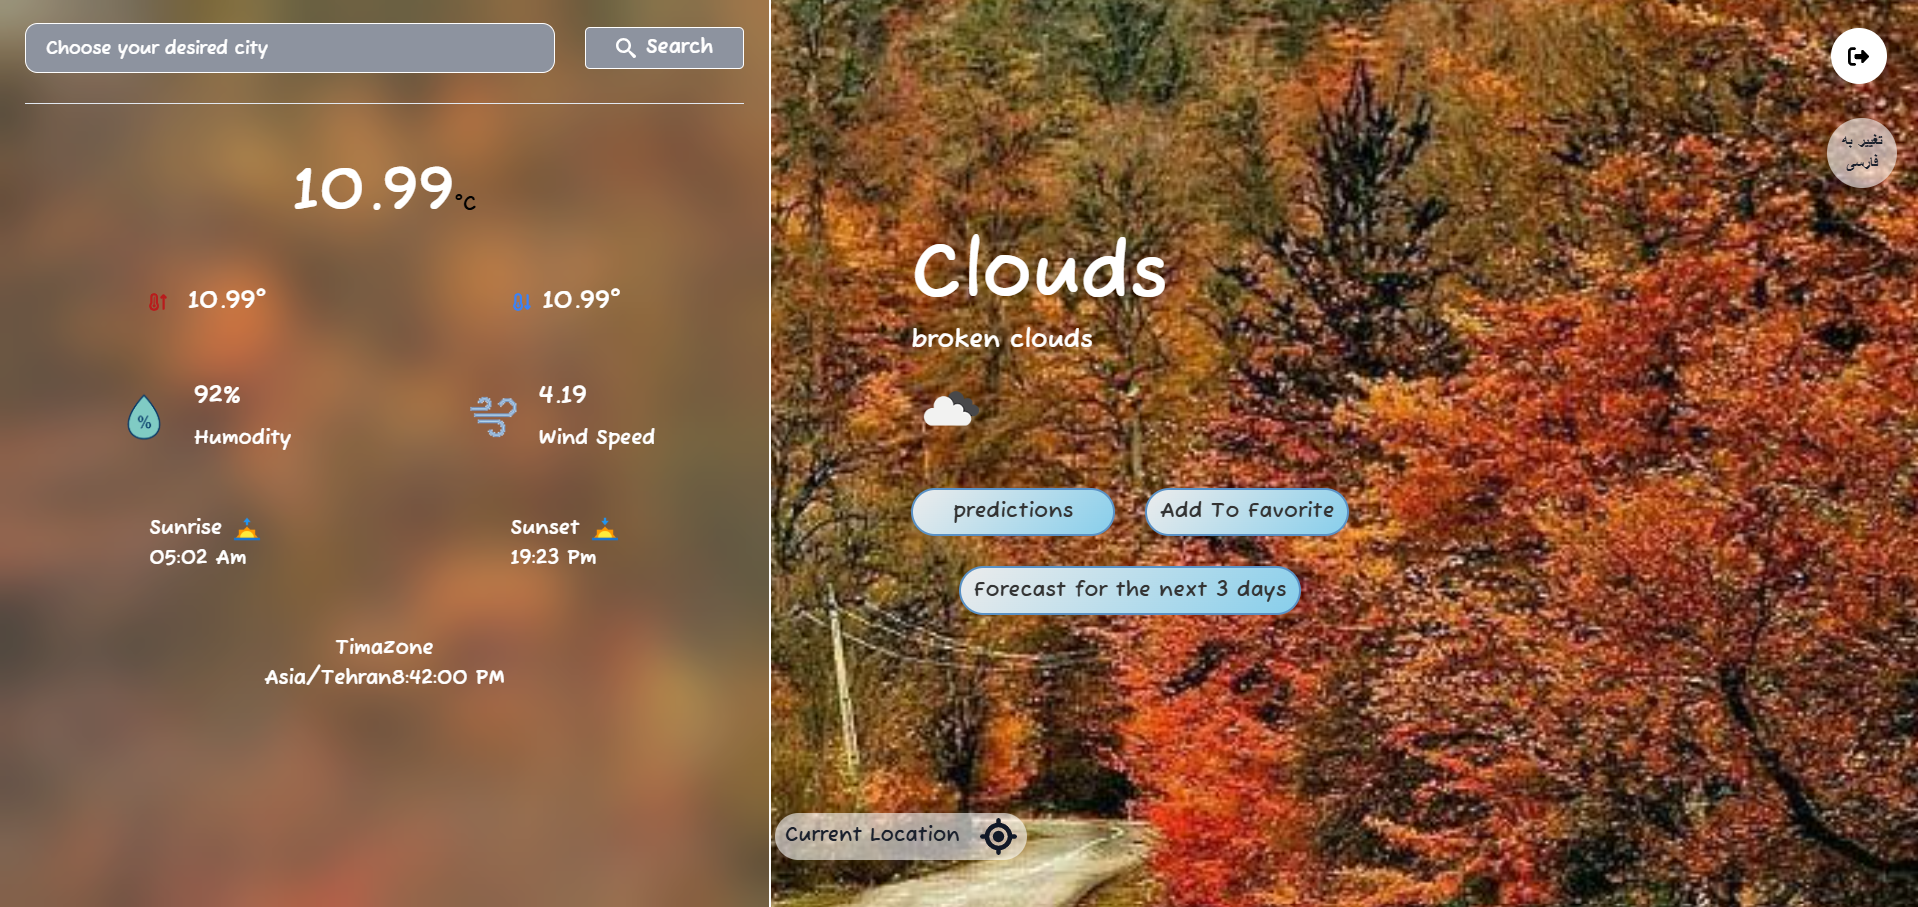 Choose your desired city
Search
10.99°C
10.99°
10.99°
92%
Humodity
4.19
Wind Speed
Sunrise
05:02 Am
Sunset
19:23 Pm
Timazone
Asia/Tehran8:42:00 PM
Clouds
broken clouds
predictions
Add To Favorite
Forecast for the next 3 days
Current Location
تغییر به
فارسی